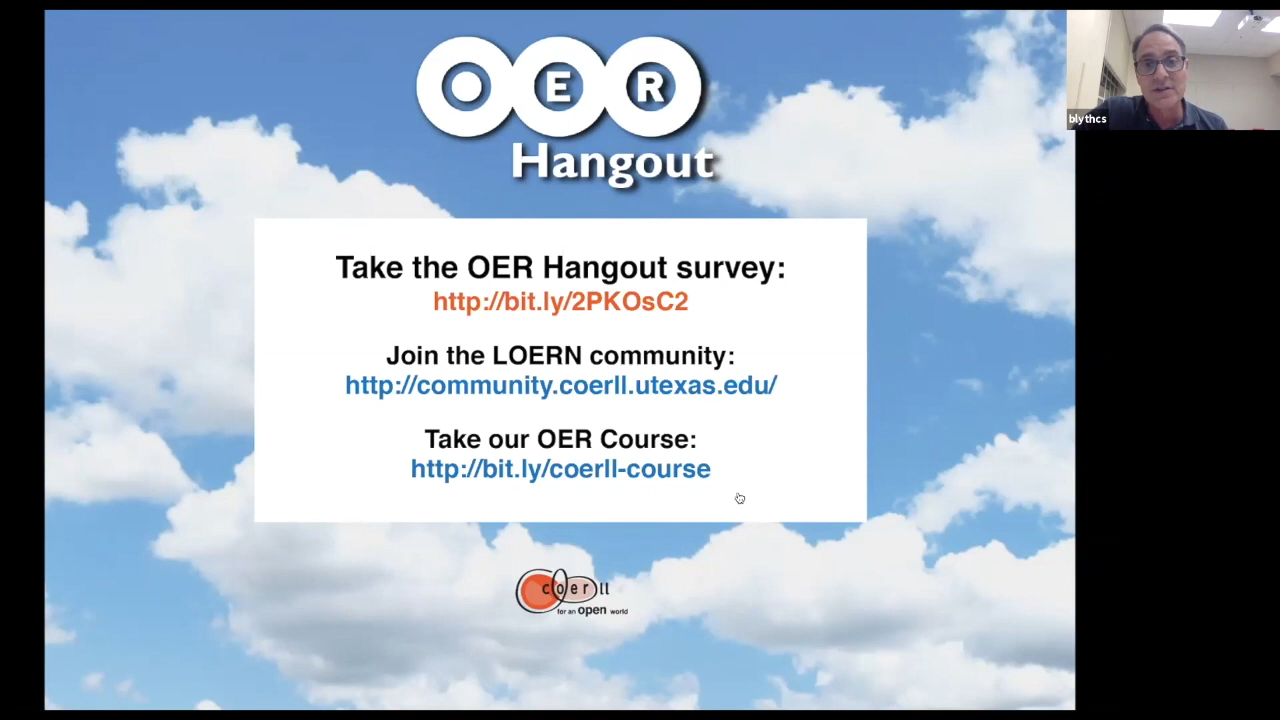 OER
Hangout
blythcs
Take the OER Hangout survey:
http://bit.ly/2PKOsC2
Join the LOERN community:
http://community.coerll.utexas.edu/
Take our OER Course:
http://bit.ly/coerll-course
coerll
for an open world